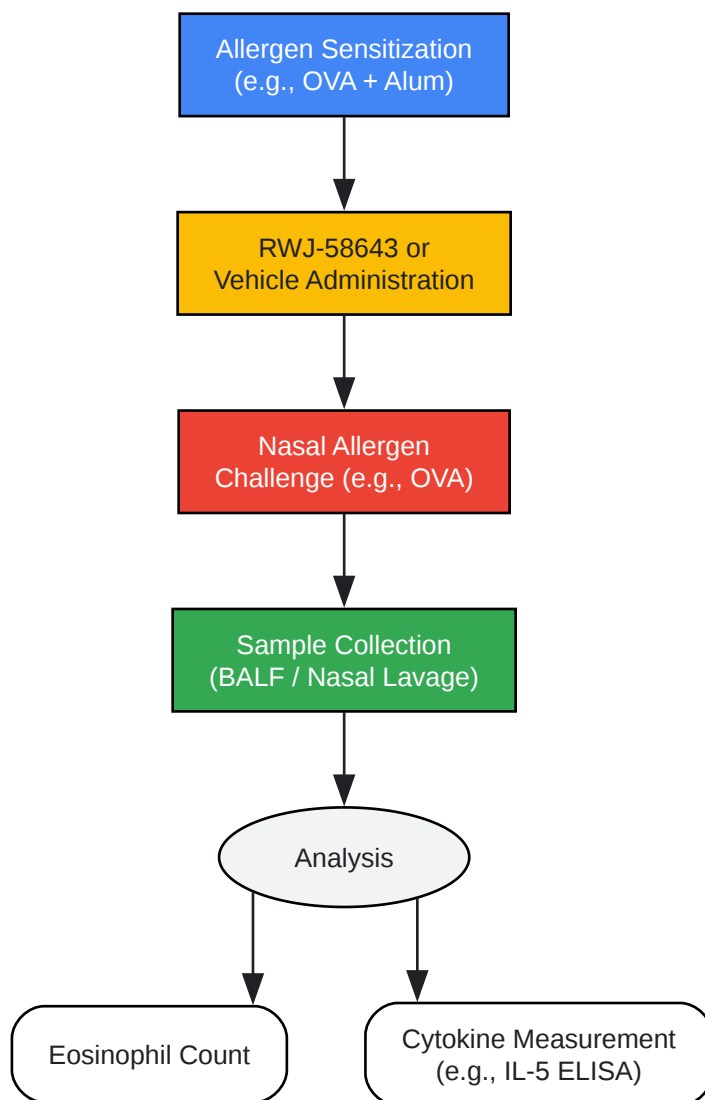 Allergen Sensitization
(e.g., OVA + Alum)
RWJ-58643 or
Vehicle Administration
Nasal Allergen
Challenge (e.g., OVA)
Sample Collection
(BALF / Nasal Lavage)
Analysis
Eosinophil Count
Cytokine Measurement
(e.g., IL-5 ELISA)